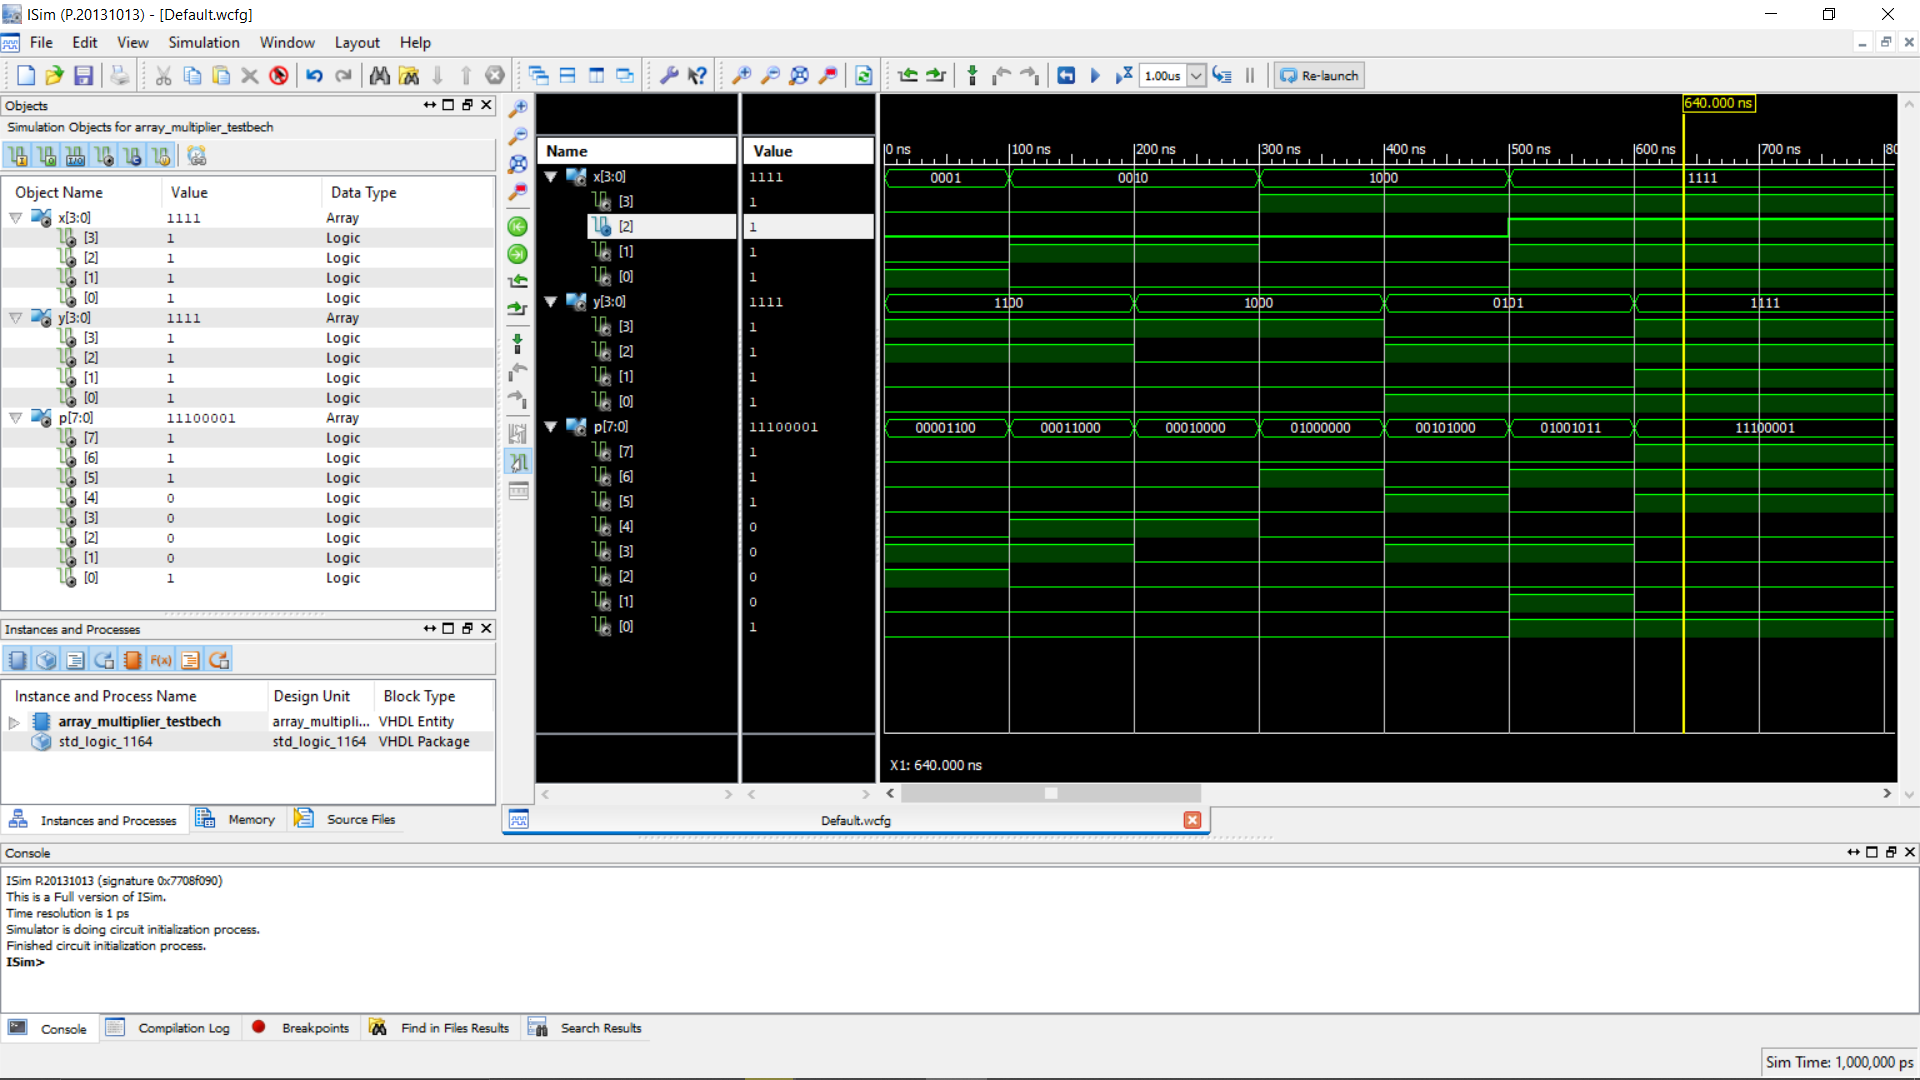 ISim (P.20131013) - [Default.wcfg]
File Edit View Simulation Window Layout Help
1.00us Re-launch
Objects
Simulation Objects for array_multiplier_testbech
Object Name Value Data Type
x[3:0] 1111 Array
[3] 1 Logic
[2] 1 Logic
[1] 1 Logic
[0] 1 Logic
y[3:0] 1111 Array
[3] 1 Logic
[2] 1 Logic
[1] 1 Logic
[0] 1 Logic
p[7:0] 11100001 Array
[7] 1 Logic
[6] 1 Logic
[5] 1 Logic
[4] 0 Logic
[3] 0 Logic
[2] 0 Logic
[1] 0 Logic
[0] 1 Logic
Instances and Processes
F(x)
Instance and Process Name Design Unit Block Type
array_multiplier_testbech array_multipli... VHDL Entity
std_logic_1164 std_logic_1164 VHDL Package
Instances and Processes Memory Source Files
640.000 ns
Name Value 0 ns 100 ns 200 ns 300 ns 400 ns 500 ns 600 ns 700 ns 80
x[3:0] 1111 0001 0010 1000 1111
[3] 1
[2] 1
[1] 1
[0] 1
y[3:0] 1111 1100 1000 0101 1111
[3] 1
[2] 1
[1] 1
[0] 1
p[7:0] 11100001 00001100 00011000 00010000 01000000 00101000 01001011 11100001
[7] 1
[6] 1
[5] 1
[4] 0
[3] 0
[2] 0
[1] 0
[0] 1
X1: 640.000 ns
Default.wcfg
Console
ISim P.20131013 (signature 0x7708f090)
This is a Full version of ISim.
Time resolution is 1 ps
Simulator is doing circuit initialization process.
Finished circuit initialization process.
ISim>
Console Compilation Log Breakpoints Find in Files Results Search Results
Sim Time: 1,000,000 ps